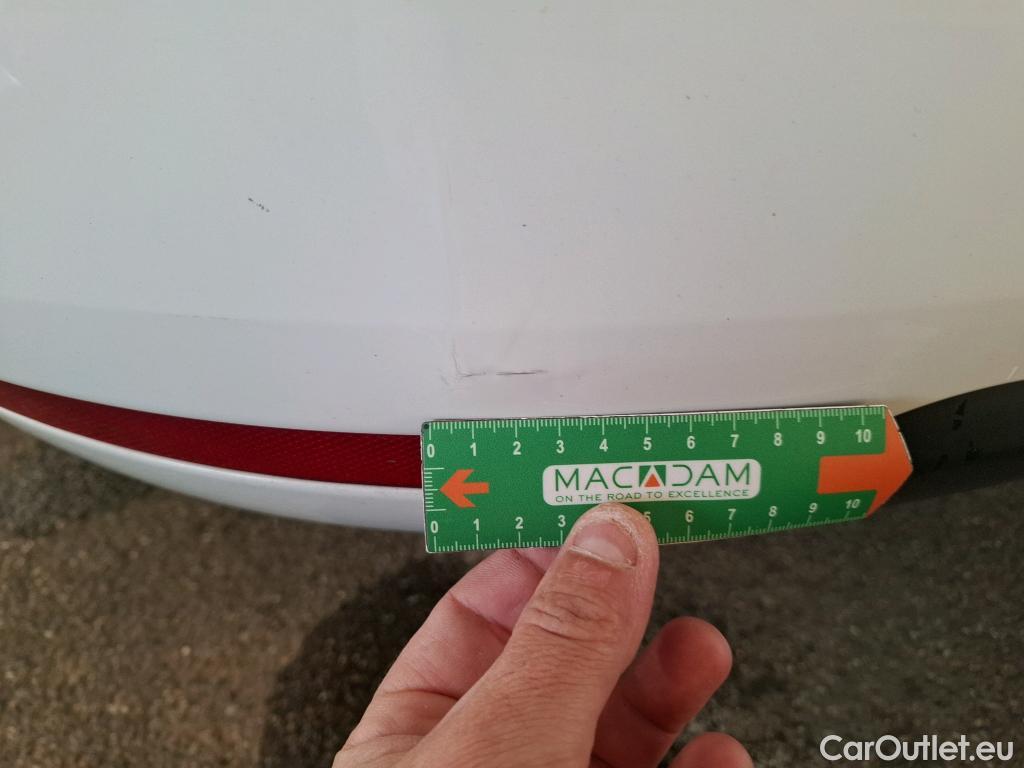 0 1 2 3 4 5 6 7 8 9 10
MACADAM
ON THE ROAD TO EXCELLENCE
0 1 2 3 5 6 7 8 9 10
CarOutlet.eu